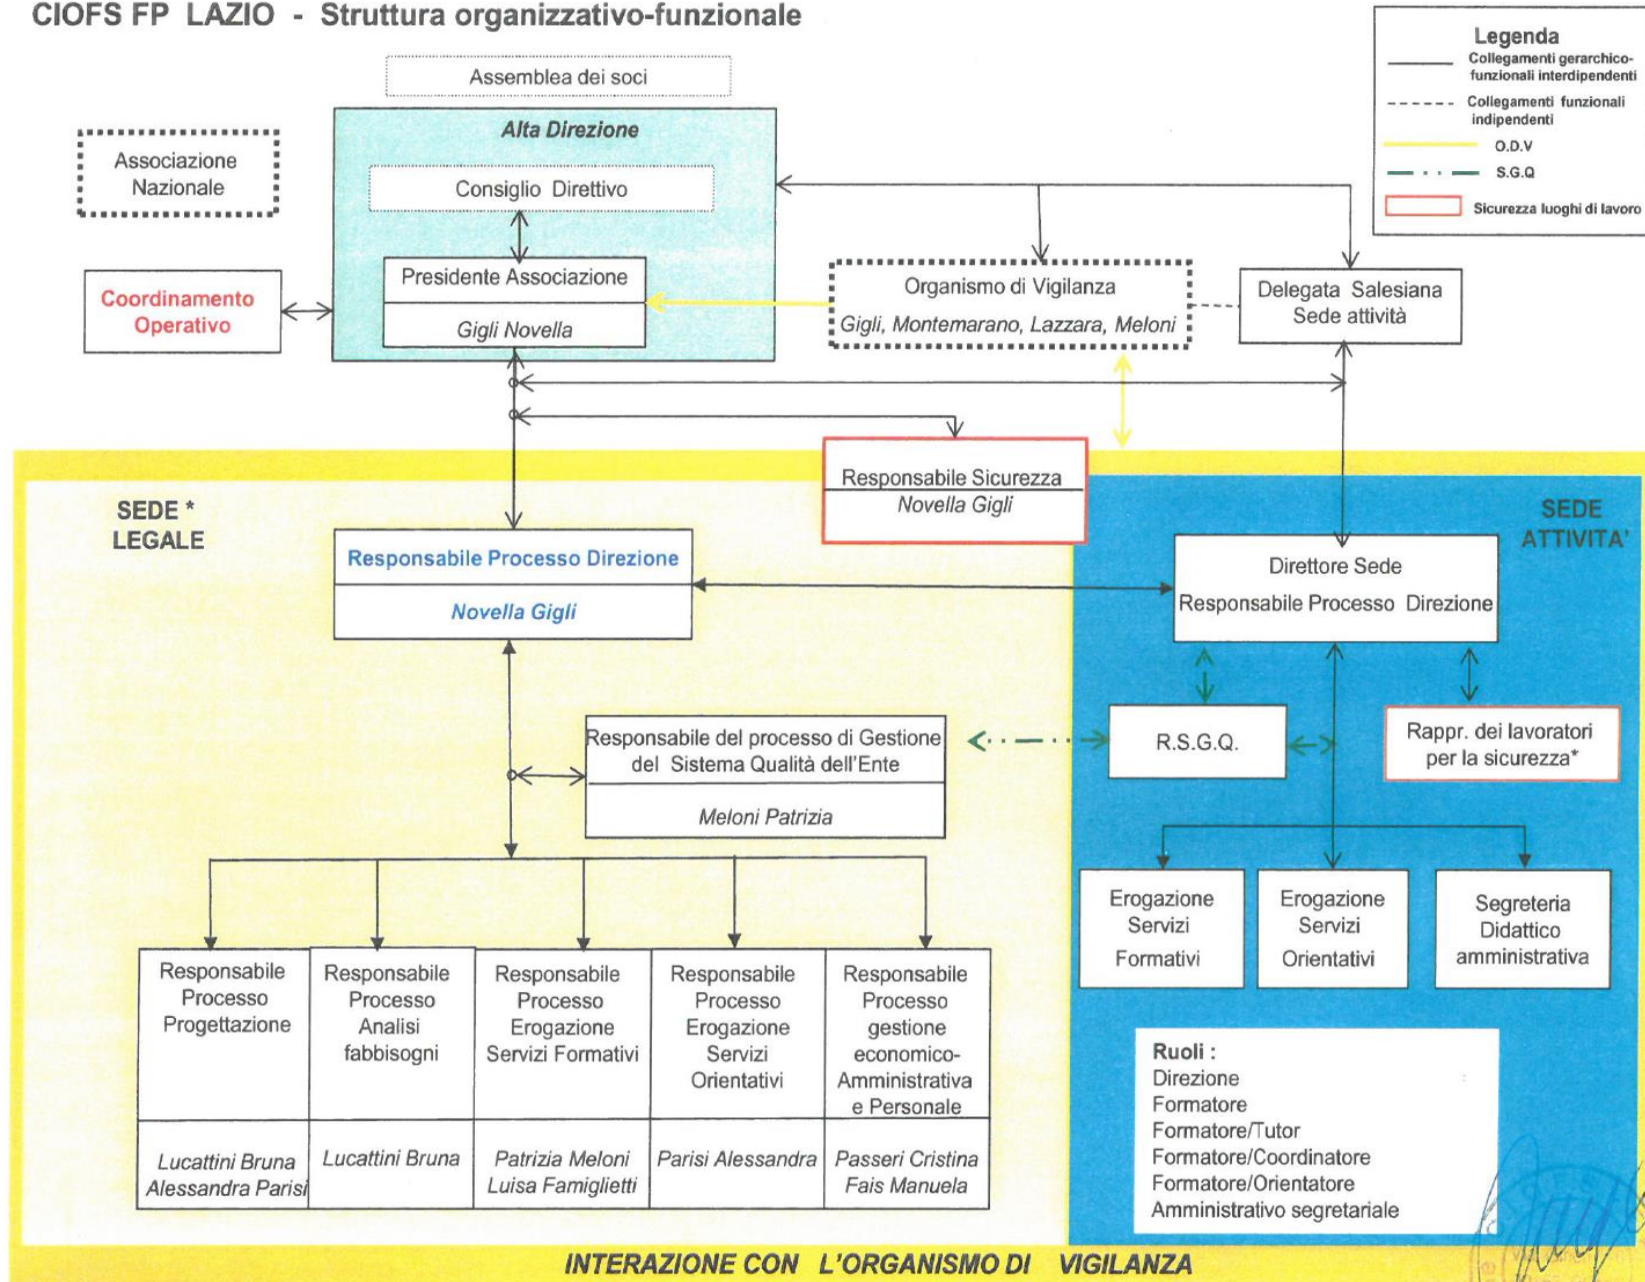 CIOFS FP LAZIO - Struttura organizzativo-funzionale
Legenda
Collegamenti gerarchico-
funzionali interdipendenti
Collegamenti funzionali
indipendenti
O.D.V
S.G.Q
Sicurezza luoghi di lavoro
Assemblea dei soci
Alta Direzione
Associazione
Nazionale
Consiglio Direttivo
Presidente Associazione
Gigli Novella
Coordinamento
Operativo
Organismo di Vigilanza
Gigli, Montemarano, Lazzara, Meloni
Delegata Salesiana
Sede attività
Responsabile Sicurezza
Novella Gigli
SEDE *
LEGALE
SEDE
ATTIVITA'
Responsabile Processo Direzione
Novella Gigli
Direttore Sede
Responsabile Processo Direzione
Responsabile del processo di Gestione
del Sistema Qualità dell'Ente
Meloni Patrizia
R.S.G.Q.
Rappr. dei lavoratori
per la sicurezza*
Erogazione
Servizi
Formativi
Erogazione
Servizi
Orientativi
Segreteria
Didattico
amministrativa
Responsabile
Processo
Progettazione
Lucattini Bruna
Alessandra Parisi
Responsabile
Processo
Analisi
fabbisogni
Lucattini Bruna
Responsabile
Processo
Erogazione
Servizi Formativi
Patrizia Meloni
Luisa Famiglietti
Responsabile
Processo
Erogazione
Servizi
Orientativi
Parisi Alessandra
Responsabile
Processo
gestione
economico-
Amministrativa
e Personale
Passeri Cristina
Fais Manuela
Ruoli :
Direzione
Formatore
Formatore/Tutor
Formatore/Coordinatore
Formatore/Orientatore
Amministrativo segretariale
INTERAZIONE CON L'ORGANISMO DI VIGILANZA